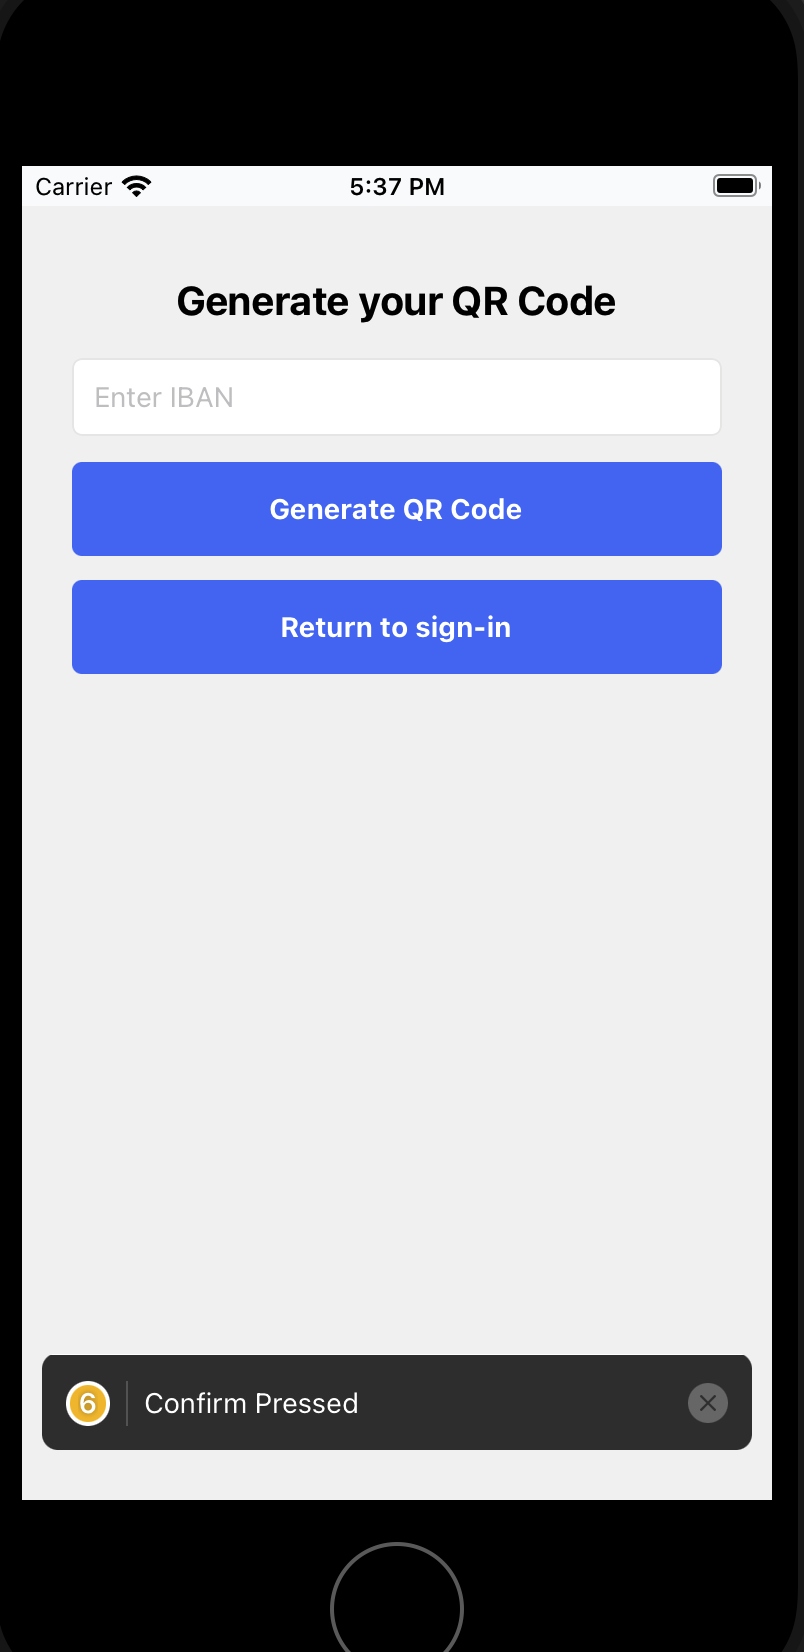 Carrier 5:37 PM
Generate your QR Code
Enter IBAN
Generate QR Code
Return to sign-in
6 Confirm Pressed